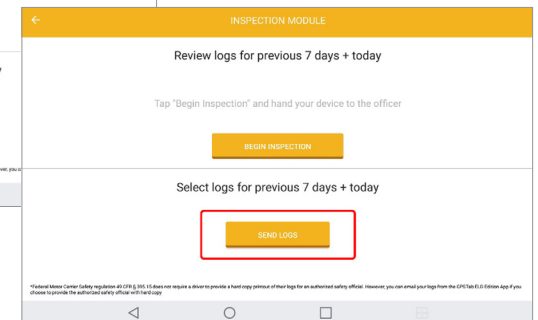 INSPECTION MODULE
Review logs for previous 7 days + today
Tap "Begin Inspection" and hand your device to the officer
BEGIN INSPECTION
Select logs for previous 7 days + today
SEND LOGS
*Federal Motor Carrier Safety regulation 49 CFR § 395.15 does not require a driver to provide a hard copy printout of their logs for an authorized safety official. However, you can email your logs from the GPSTab ELD Edition App if you
choose to provide the authorized safety official with hard copy